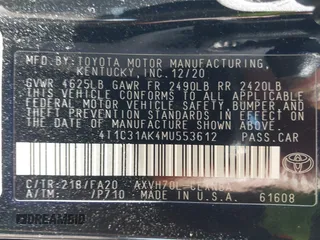 MFD.BY:TOYOTA MOTOR MANUFACTURING,
KENTUCKY, INC. 12/20
GVWR 4625LB GAWR FR 2490LB RR 2420LB
THIS VEHICLE CONFORMS TO ALL APPLICABLE
FEDERAL MOTOR VEHICLE SAFETY, BUMPER, AND
THEFT PREVENTION STANDARDS IN EFFECT ON
THE DATE OF MANUFACTURE SHOWN ABOVE.
4T1C31AK4MU553612 PASS.CAR
C/TR:218/FA20
A/TM: /P710 MADE IN U.S.A. 61608
TOYOTA
DREAMBID